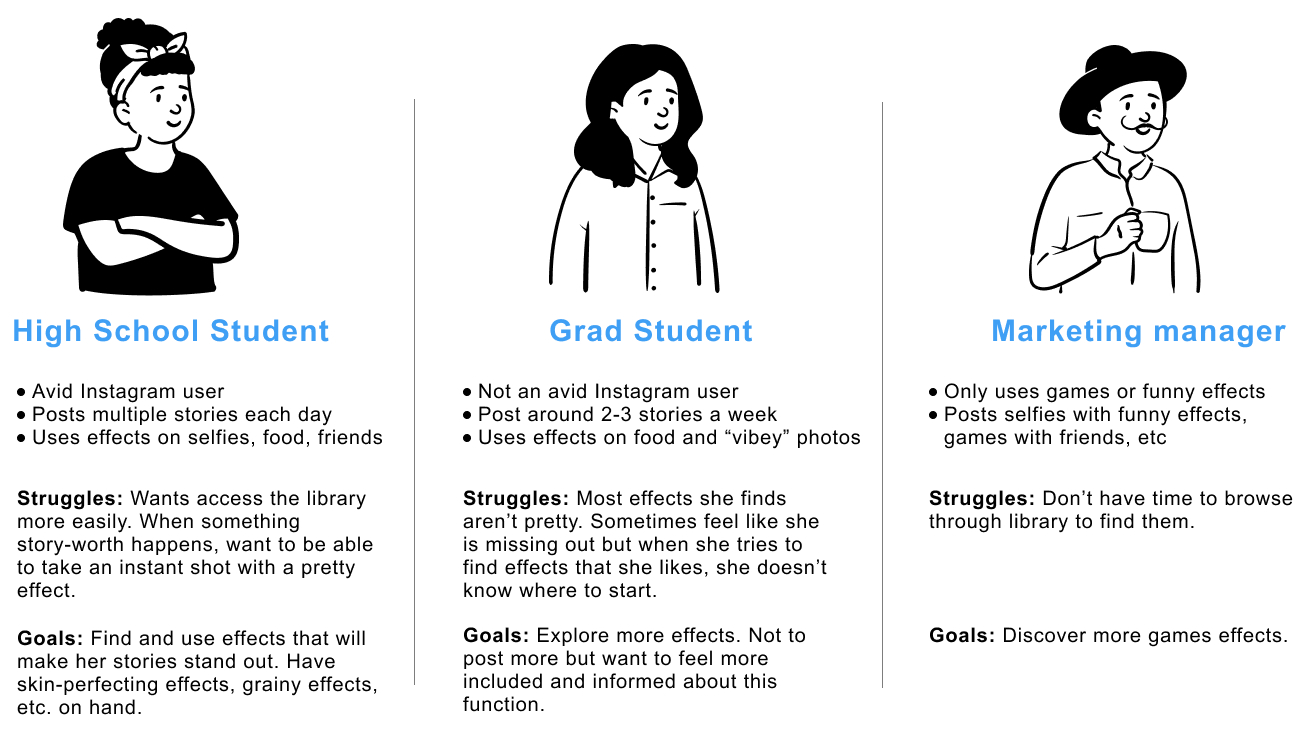 High School Student
• Avid Instagram user
• Posts multiple stories each day
• Uses effects on selfies, food, friends
Struggles: Wants access the library
more easily. When something
story-worth happens, want to be able
to take an instant shot with a pretty
effect.
Goals: Find and use effects that will
make her stories stand out. Have
skin-perfecting effects, grainy effects,
etc. on hand.
Grad Student
• Not an avid Instagram user
• Post around 2-3 stories a week
• Uses effects on food and “vibey” photos
Struggles: Most effects she finds
aren’t pretty. Sometimes feel like she
is missing out but when she tries to
find effects that she likes, she doesn’t
know where to start.
Goals: Explore more effects. Not to
post more but want to feel more
included and informed about this
function.
Marketing manager
• Only uses games or funny effects
• Posts selfies with funny effects,
games with friends, etc
Struggles: Don’t have time to browse
through library to find them.
Goals: Discover more games effects.